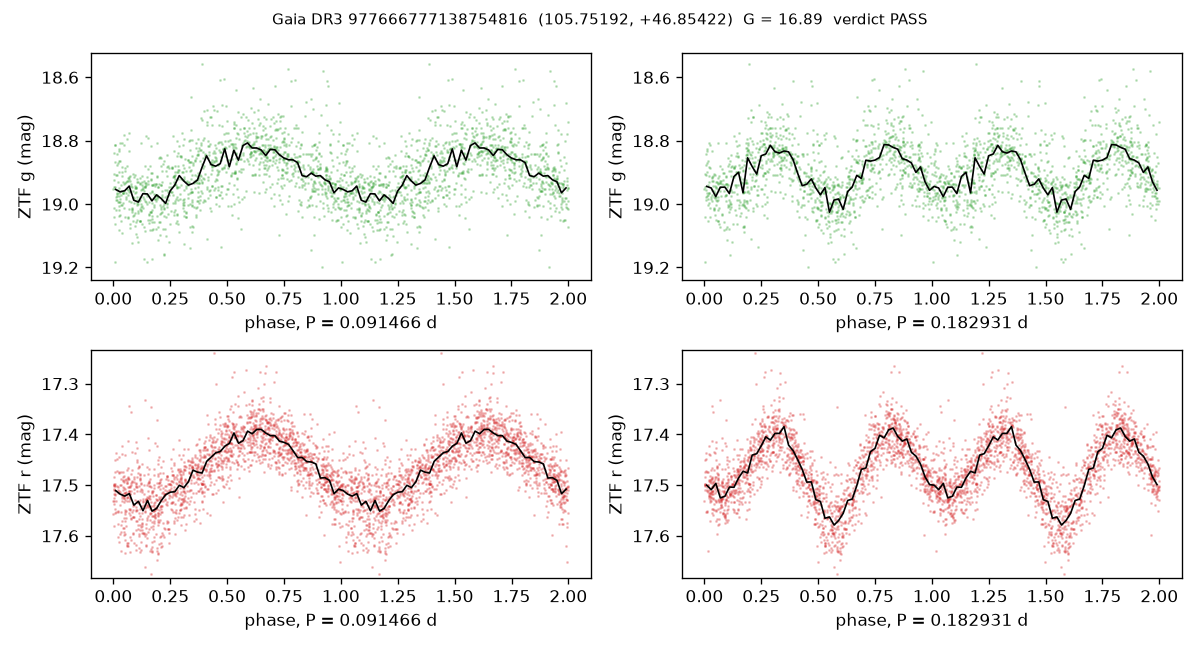 Gaia DR3 977666777138754816 (105.75192, +46.85422) G = 16.89 verdict PASS
ZTF g (mag)
18.6
18.8
19.0
19.2
0.00 0.25 0.50 0.75 1.00 1.25 1.50 1.75 2.00
phase, P = 0.091466 d
ZTF g (mag)
18.6
18.8
19.0
19.2
0.00 0.25 0.50 0.75 1.00 1.25 1.50 1.75 2.00
phase, P = 0.182931 d
ZTF r (mag)
17.3
17.4
17.5
17.6
0.00 0.25 0.50 0.75 1.00 1.25 1.50 1.75 2.00
phase, P = 0.091466 d
ZTF r (mag)
17.3
17.4
17.5
17.6
0.00 0.25 0.50 0.75 1.00 1.25 1.50 1.75 2.00
phase, P = 0.182931 d